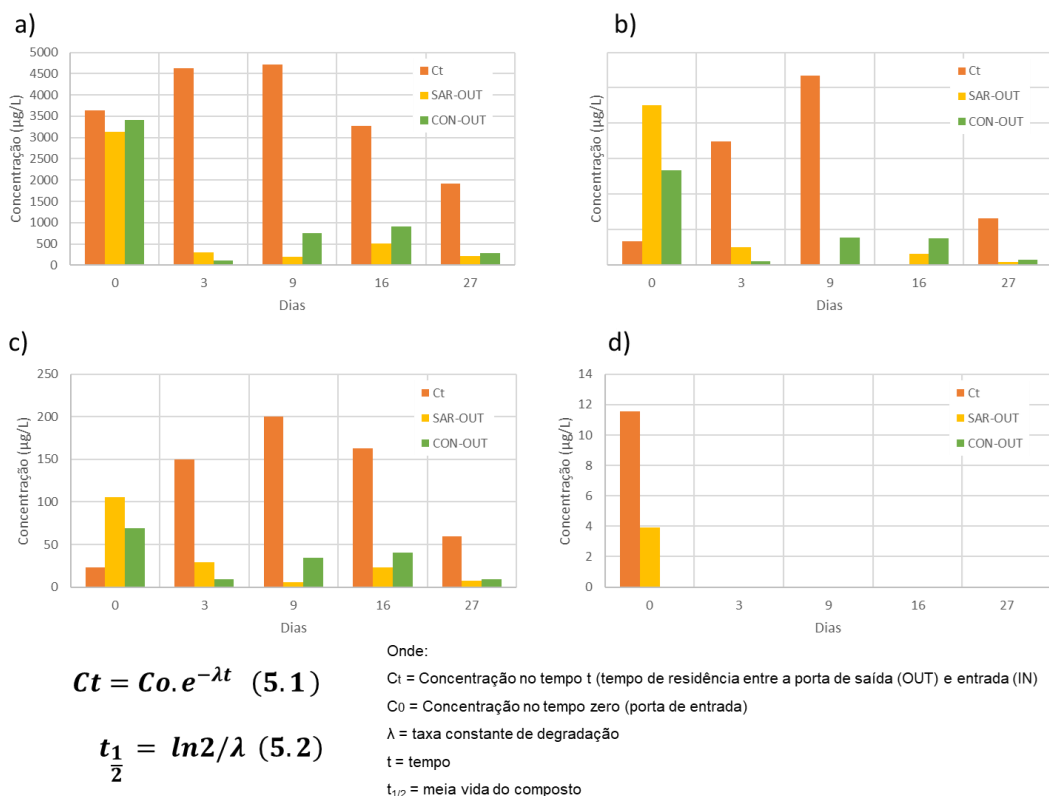 a)
5000
4500
4000
3500
3000
2500
2000
1500
1000
500
0
Concentração (µg/L)
Ct
SAR-OUT
CON-OUT
0 3 9 16 27
Dias
b)
Concentração (µg/L)
Ct
SAR-OUT
CON-OUT
0 3 9 16 27
Dias
c)
250
200
150
100
50
0
Concentração (µg/L)
Ct
SAR-OUT
CON-OUT
0 3 9 16 27
Dias
d)
14
12
10
8
6
4
2
0
Concentração (µg/L)
Ct
SAR-OUT
CON-OUT
0 3 9 16 27
Dias
Ct = Co.e^{-λt} (5.1)
t_{1/2} = ln2/λ (5.2)
Onde:
Ct = Concentração no tempo t (tempo de residência entre a porta de saída (OUT) e entrada (IN)
C0 = Concentração no tempo zero (porta de entrada)
λ = taxa constante de degradação
t = tempo
t1/2 = meia vida do composto